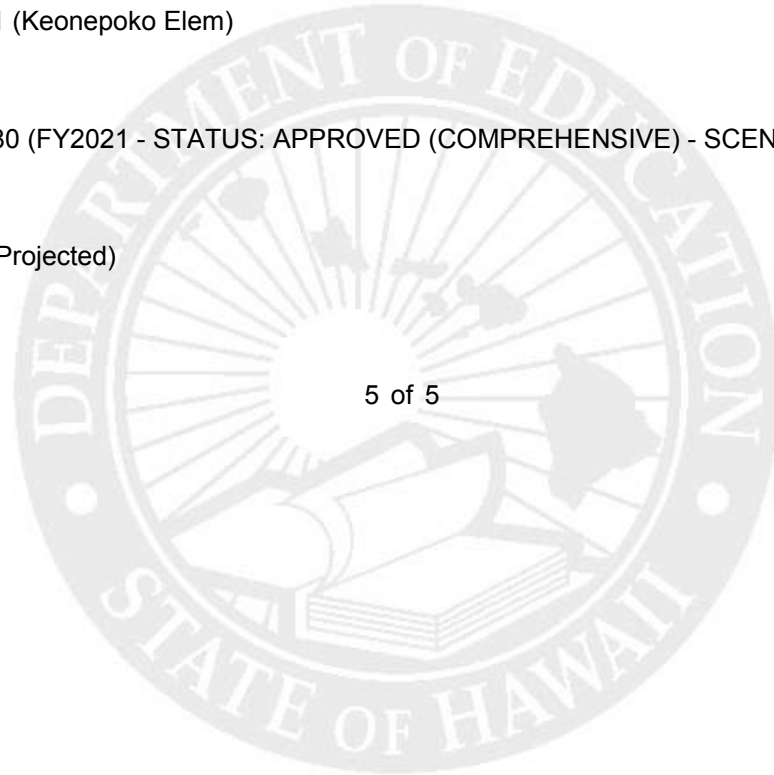 (Keonepoko Elem)
30 (FY2021 - STATUS: APPROVED (COMPREHENSIVE) - SCEN
Projected)
5 of 5
DEPARTMENT OF EDUCATION
STATE OF HAWAII